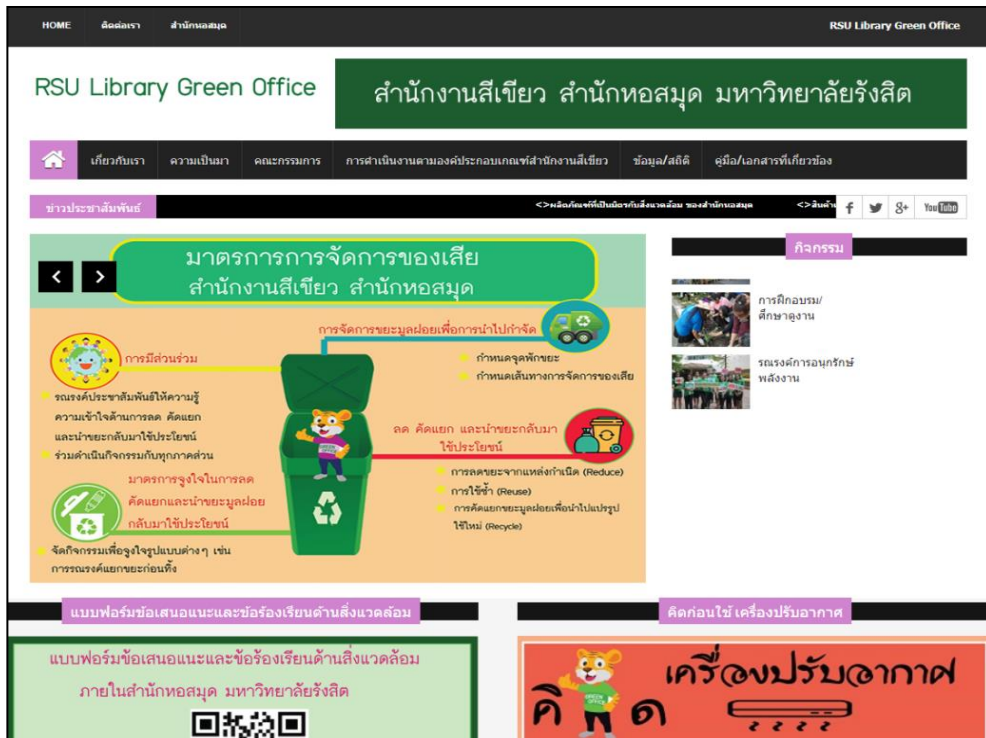 HOME ติดต่อเรา สำนักหอสมุด RSU Library Green Office
RSU Library Green Office
สำนักงานสีเขียว สำนักหอสมุด มหาวิทยาลัยรังสิต
เกี่ยวกับเรา ความเป็นมา คณะกรรมการ การดำเนินงานตามองค์ประกอบเกณฑ์สำนักงานสีเขียว ข้อมูล/สถิติ คู่มือ/เอกสารที่เกี่ยวข้อง
ข่าวประชาสัมพันธ์ <>ผลิตภัณฑ์ที่เป็นมิตรกับสิ่งแวดล้อม ของสำนักหอสมุด <>สินค้า f 8+ YouTube
มาตรการการจัดการของเสีย
สำนักงานสีเขียว สำนักหอสมุด
การจัดการขยะมูลฝอยเพื่อการนำไปกำจัด
กำหนดจุดพักขยะ
กำหนดเส้นทางการจัดการของเสีย
การมีส่วนร่วม
รณรงค์ประชาสัมพันธ์ให้ความรู้
ความเข้าใจด้านการลด คัดแยก
และนำขยะกลับมาใช้ประโยชน์
ร่วมดำเนินกิจกรรมกับทุกภาคส่วน
ลด คัดแยก และนำขยะกลับมา
ใช้ประโยชน์
การลดขยะจากแหล่งกำเนิด (Reduce)
การใช้ซ้ำ (Reuse)
การคัดแยกขยะมูลฝอยเพื่อนำไปแปรรูป
ใช้ใหม่ (Recycle)
มาตรการจูงใจในการลด
คัดแยกและนำขยะมูลฝอย
กลับมาใช้ประโยชน์
จัดกิจกรรมเพื่อจูงใจรูปแบบต่างๆ เช่น
การรณรงค์แยกขยะก่อนทิ้ง
กิจกรรม
การฝึกอบรม/
ศึกษาดูงาน
รณรงค์การอนุรักษ์
พลังงาน
แบบฟอร์มข้อเสนอแนะและข้อร้องเรียนด้านสิ่งแวดล้อม
แบบฟอร์มข้อเสนอแนะและข้อร้องเรียนด้านสิ่งแวดล้อม
ภายในสำนักหอสมุด มหาวิทยาลัยรังสิต
คิดก่อนใช้ เครื่องปรับอากาศ
เครื่องปรับอากาศ
คิด